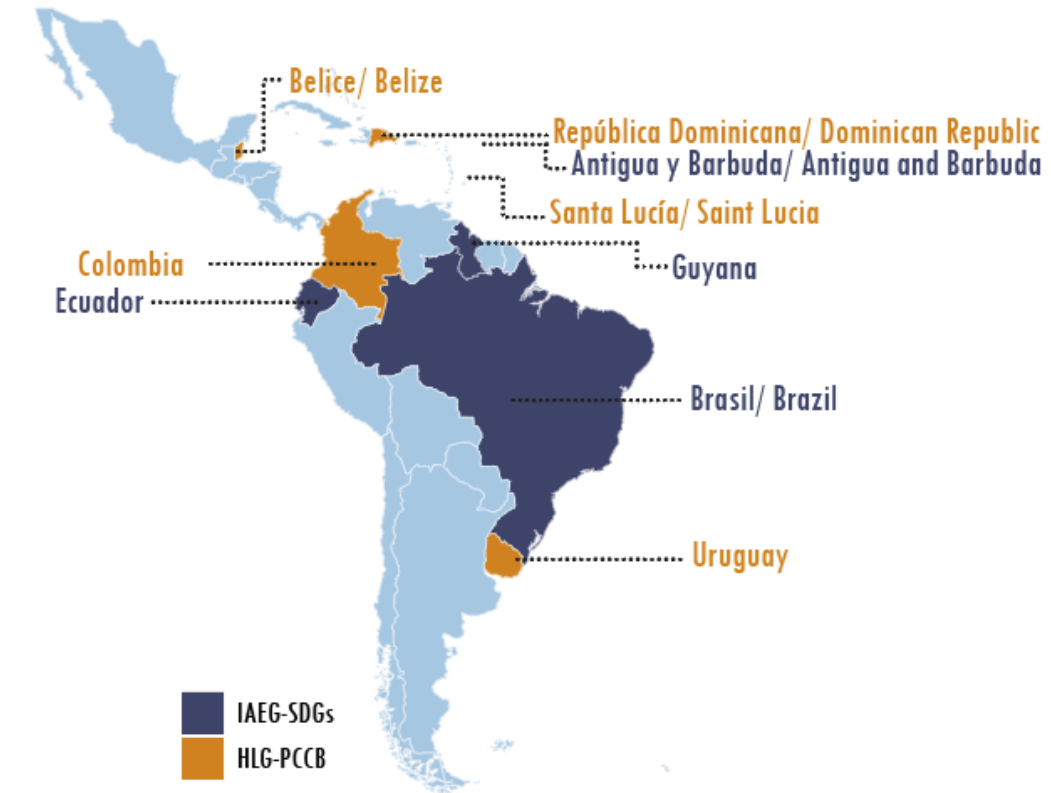 Belice/ Belize
República Dominicana/ Dominican Republic
Antigua y Barbuda/ Antigua and Barbuda
Santa Lucía/ Saint Lucia
Colombia
Guyana
Ecuador
Brasil/ Brazil
Uruguay
IAEG-SDGs
HLG-PCCB